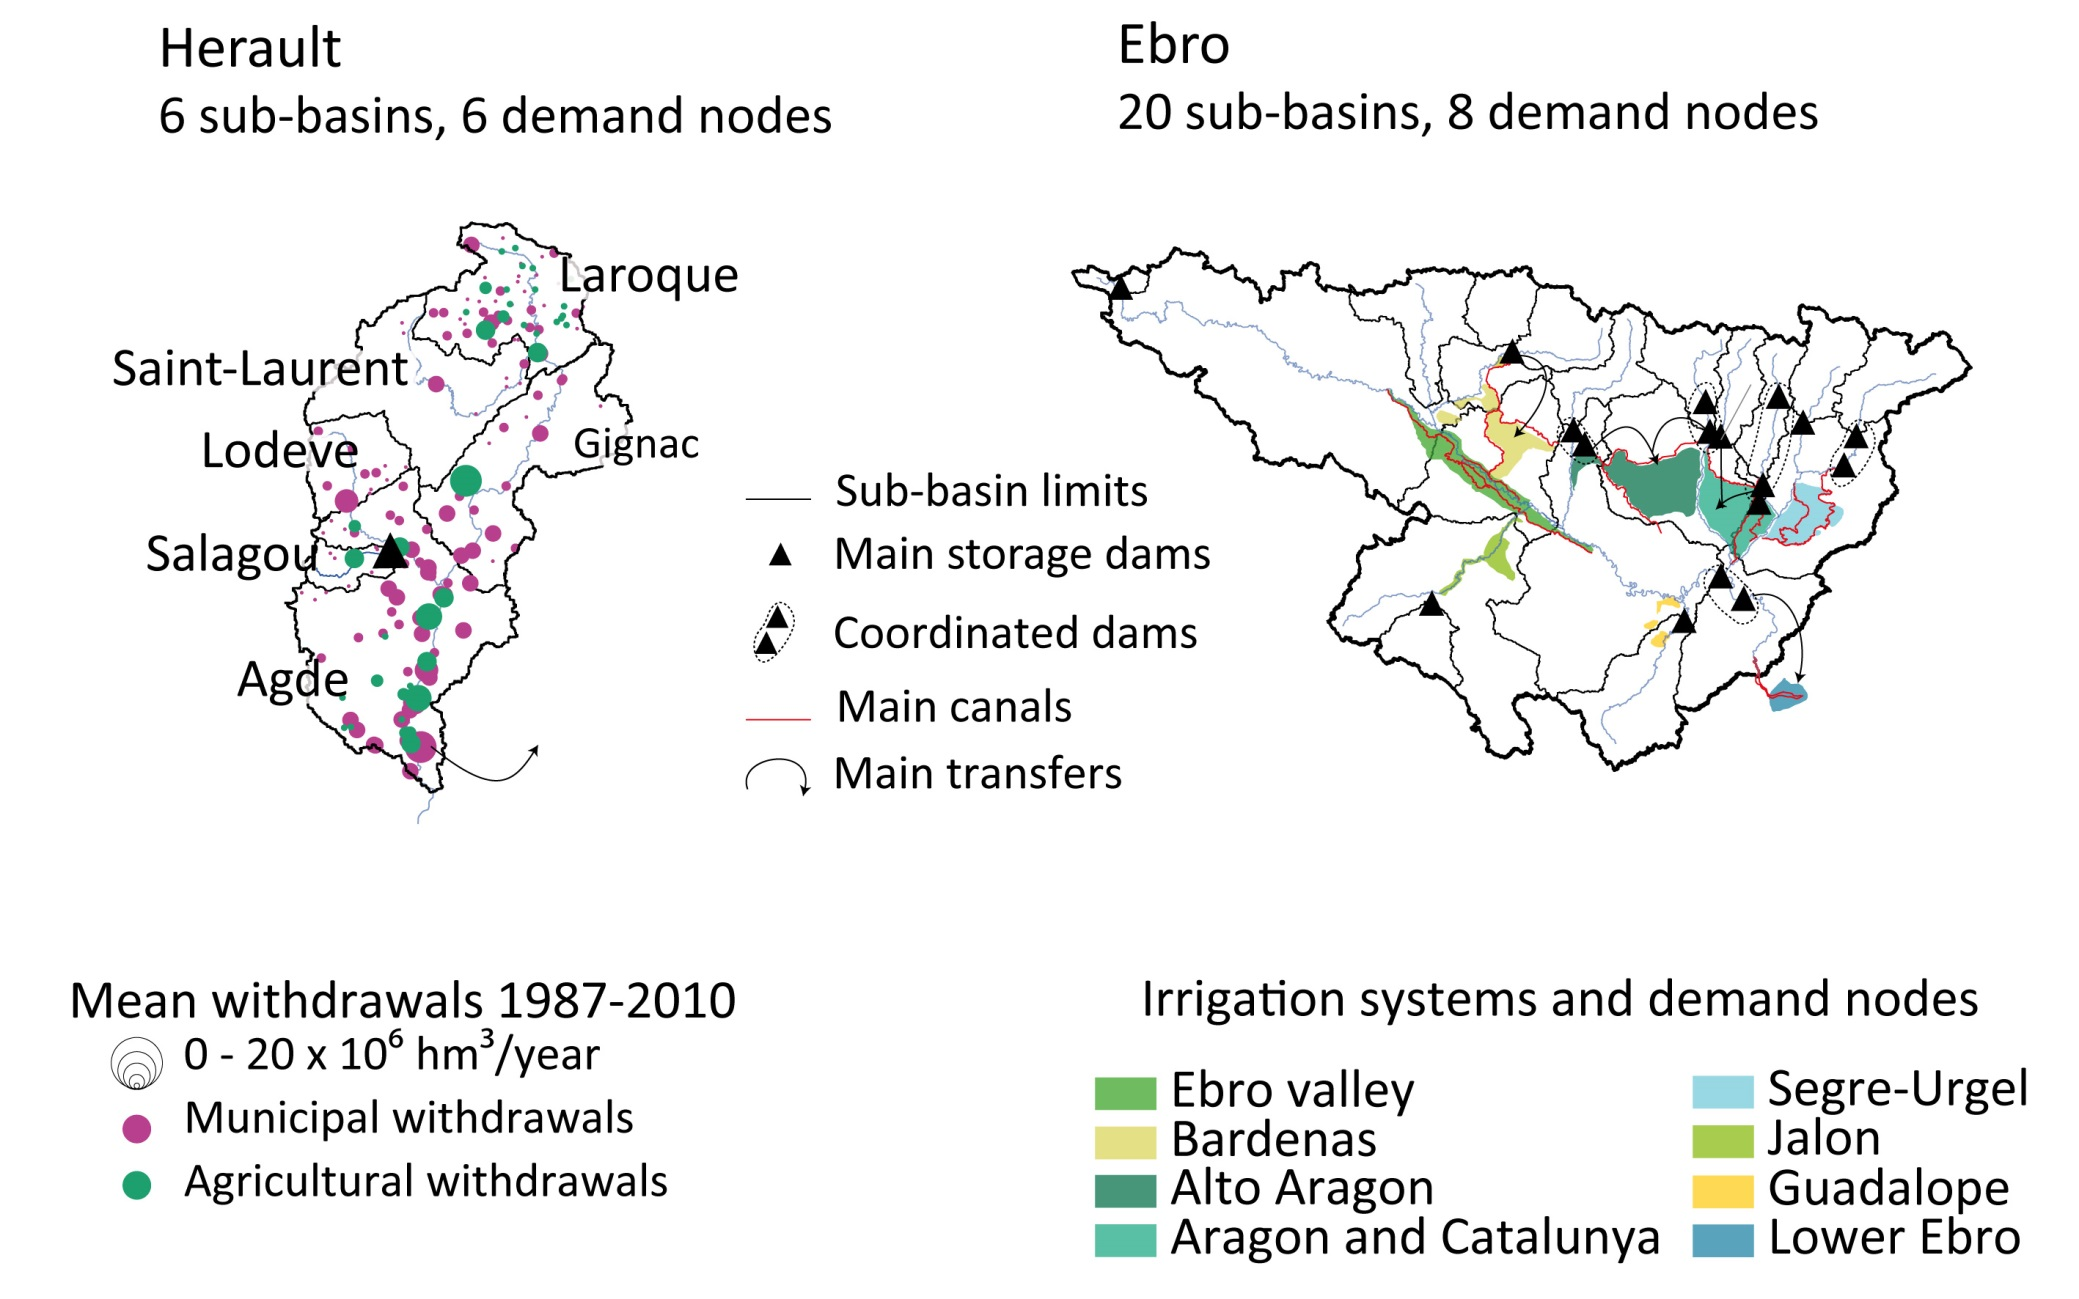 Herault
6 sub-basins, 6 demand nodes
Ebro
20 sub-basins, 8 demand nodes
Laroque
Saint-Laurent
Lodeve
Gignac
Salagou
Agde
Sub-basin limits
Main storage dams
Coordinated dams
Main canals
Main transfers
Mean withdrawals 1987-2010
0 - 20 x 10⁶ hm³/year
Municipal withdrawals
Agricultural withdrawals
Irrigation systems and demand nodes
Ebro valley
Bardenas
Alto Aragon
Aragon and Catalunya
Segre-Urgel
Jalon
Guadalope
Lower Ebro